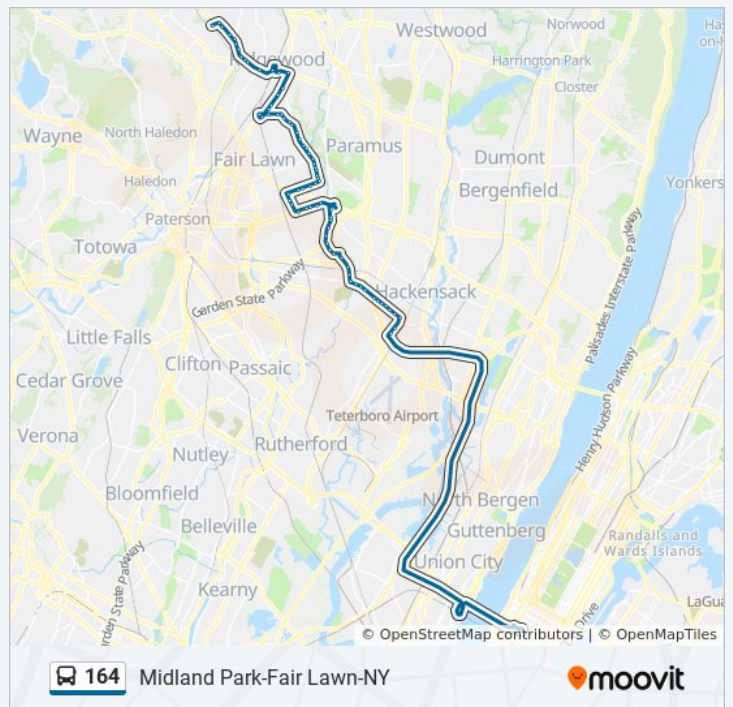 Westwood
Norwood
Ha
on-H
Ridgewood
Harrington Park
Closter
Wayne
North Haledon
Paramus
Fair Lawn
Dumont
Haledon
Bergenfield
Yonkers
Paterson
Totowa
Palisades Interstate Parkway
Garden State Parkway
Hackensack
Little Falls
Clifton
Passaic
Cedar Grove
Henry Hudson Parkway
Teterboro Airport
Verona
Rutherford
Nutley
Bloomfield
North Bergen
Guttenberg
Belleville
Randalls and
Wards Islands
Union City
Garden State Parkway
Kearny
LaGua
Drive
© OpenStreetMap contributors | © OpenMapTiles
164 Midland Park-Fair Lawn-NY
moovit